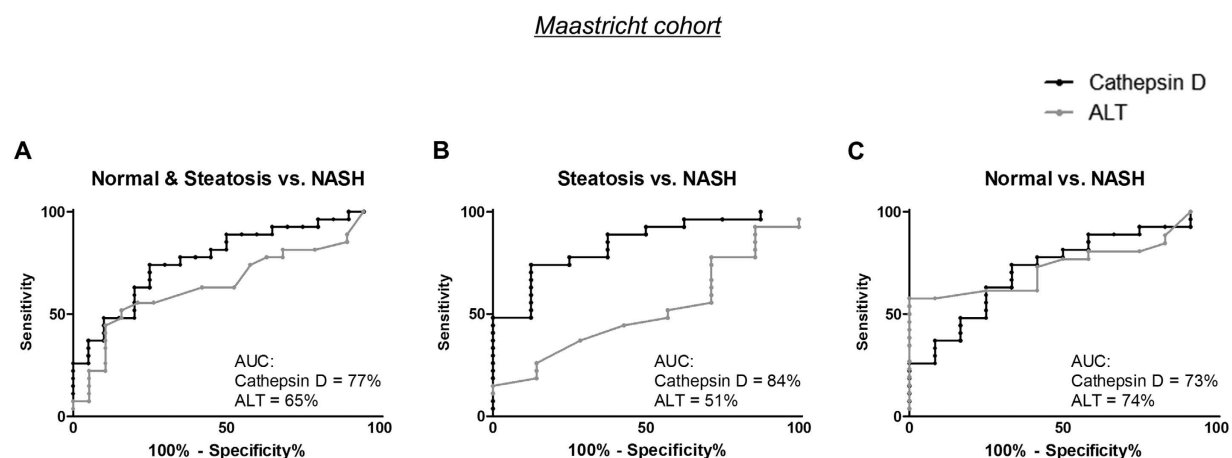 Maastricht cohort
Cathepsin D
ALT
A
Normal & Steatosis vs. NASH
Sensitivity
100
50
0
0
50
100
100% - Specificity%
AUC:
Cathepsin D = 77%
ALT = 65%
B
Steatosis vs. NASH
Sensitivity
100
50
0
0
50
100
100% - Specificity%
AUC:
Cathepsin D = 84%
ALT = 51%
C
Normal vs. NASH
Sensitivity
100
50
0
0
50
100
100% - Specificity%
AUC:
Cathepsin D = 73%
ALT = 74%